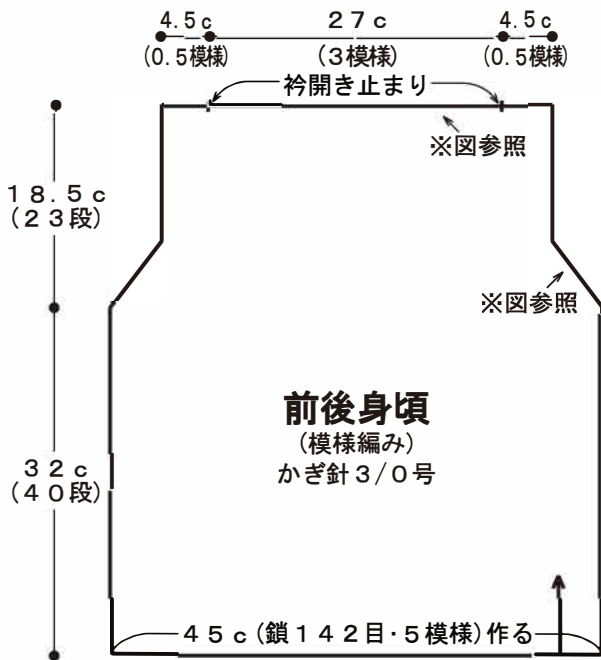 4.5c 27c 4.5c
(0.5模様) (3模様) (0.5模様)
衿開き止まり
※図参照
18.5c
(23段)
※図参照
前後身頃
(模様編み)
かぎ針3/0号
32c
(40段)
45c(鎖142目・5模様)作る